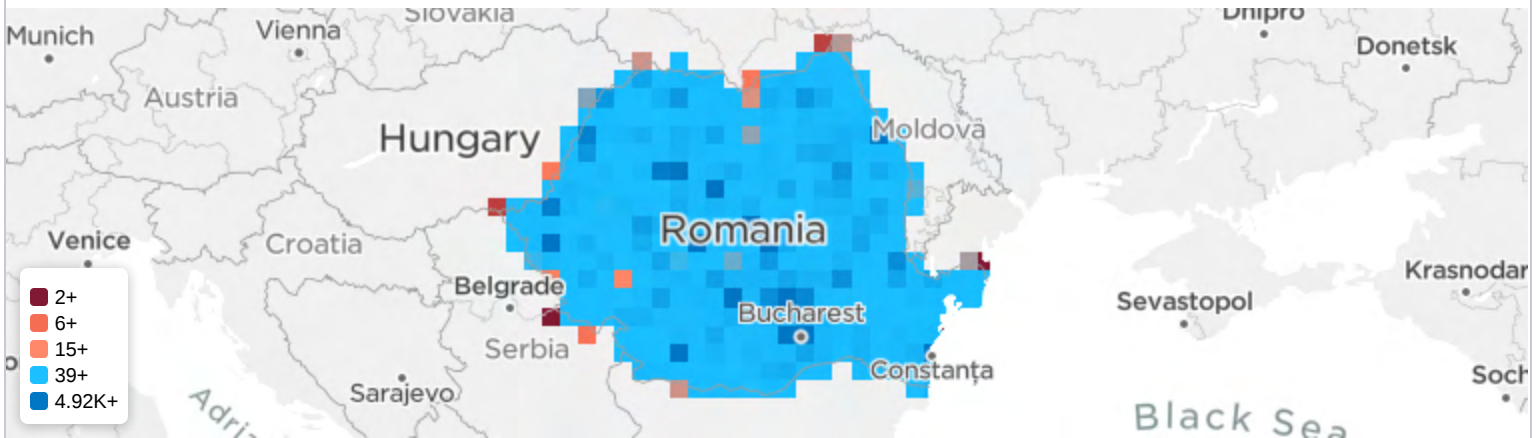 Slovakia
Dnipro
Munich
Vienna
Donetsk
Austria
Hungary
Moldova
Romania
Venice
Croatia
Krasnodar
Belgrade
Sevastopol
Bucharest
Serbia
Constanța
Sarajevo
Soch
Adria
Black Sea
2+
6+
15+
39+
4.92K+